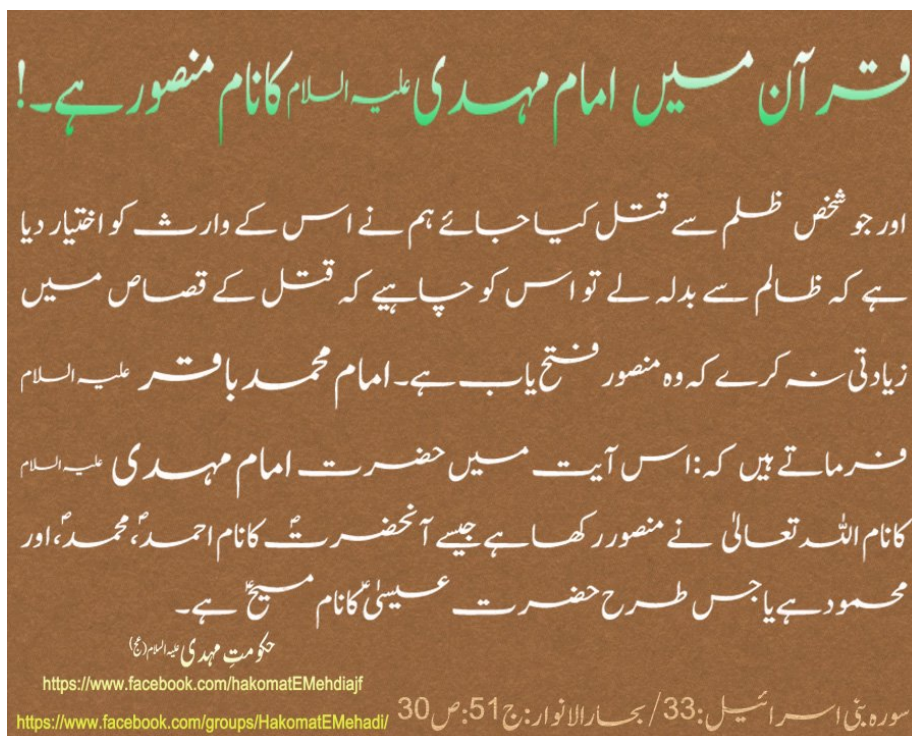 قرآن میں امام مہدی علیہ السلام کا نام منصور ہے۔!
اور جو شخص ظلم سے قتل کیا جائے ہم نے اس کے وارث کو اختیار دیا
ہے کہ ظالم سے بدلہ لے تو اس کو چاہیے کہ قتل کے قصاص میں
زیادتی نہ کرے کہ وہ منصور فتح یاب ہے۔ امام محمد باقر علیہ السلام
فرماتے ہیں کہ: اس آیت میں حضرت امام مہدی علیہ السلام
کا نام اللہ تعالیٰ نے منصور رکھا ہے جیسے آنحضرتؐ کا نام احمدؐ، محمدؐ، اور
محمود ہے یا جس طرح حضرت عیسیٰؑ کا نام مسیحؑ ہے۔
حکومتِ مہدی علیہ السلام (عج)
https://www.facebook.com/hakomatEMehdiajf
https://www.facebook.com/groups/HakomatEMehadi/
سورہ بنی اسرائیل:33/بحار الانوار:ج51:ص30